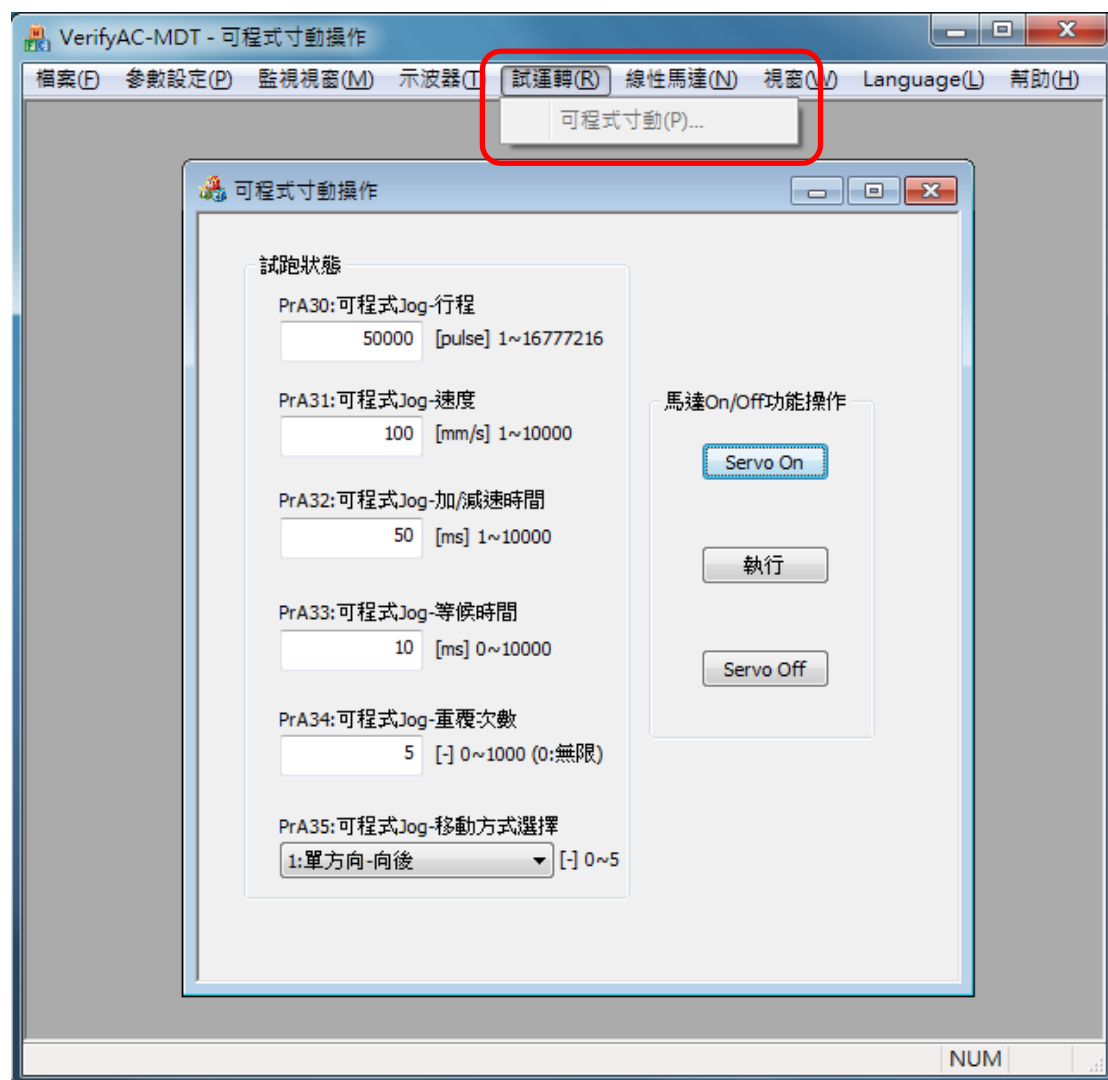 VerifyAC-MDT - 可程式寸動操作
檔案(F) 參數設定(P) 監視視窗(M) 示波器(T 試運轉(R) 線性馬達(N) 視窗(W) Language(L) 幫助(H)
可程式寸動(P)...
可程式寸動操作
試跑狀態
PrA30:可程式Jog-行程
50000 [pulse] 1~16777216
PrA31:可程式Jog-速度
100 [mm/s] 1~10000
PrA32:可程式Jog-加/減速時間
50 [ms] 1~10000
PrA33:可程式Jog-等候時間
10 [ms] 0~10000
PrA34:可程式Jog-重覆次數
5 [-] 0~1000 (0:無限)
PrA35:可程式Jog-移動方式選擇
1:單方向-向後 [-] 0~5
馬達On/Off功能操作
Servo On
執行
Servo Off
NUM